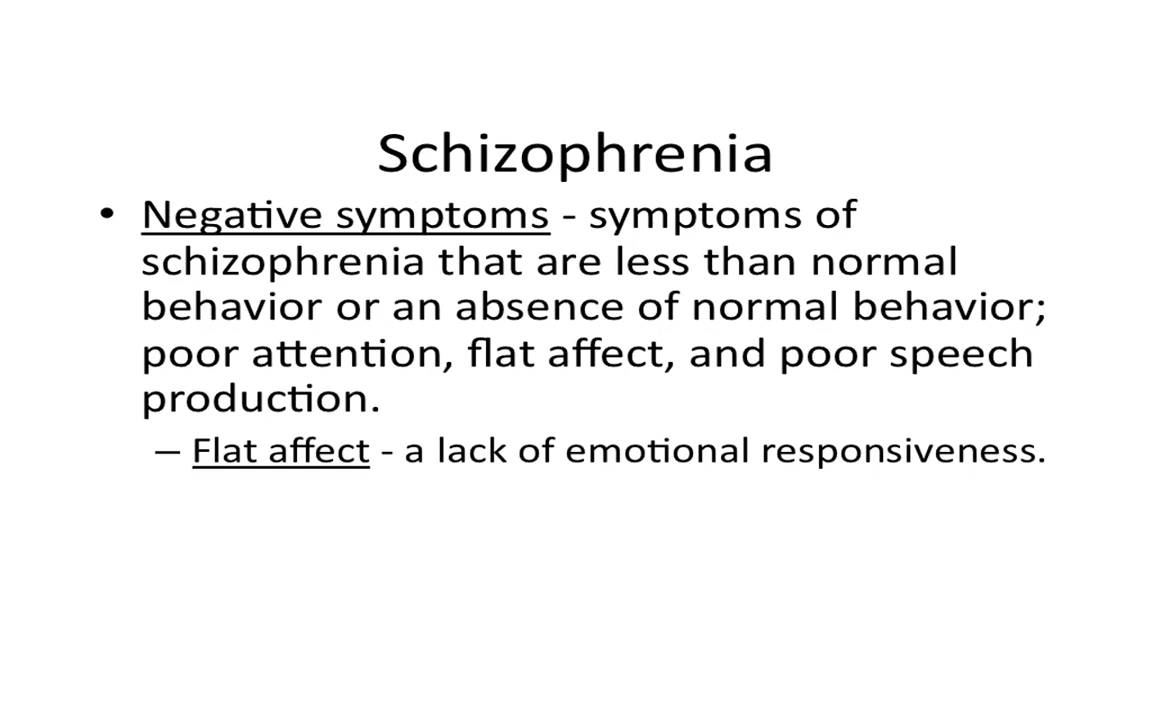 Schizophrenia
• Negative symptoms - symptoms of
schizophrenia that are less than normal
behavior or an absence of normal behavior;
poor attention, flat affect, and poor speech
production.
– Flat affect - a lack of emotional responsiveness.